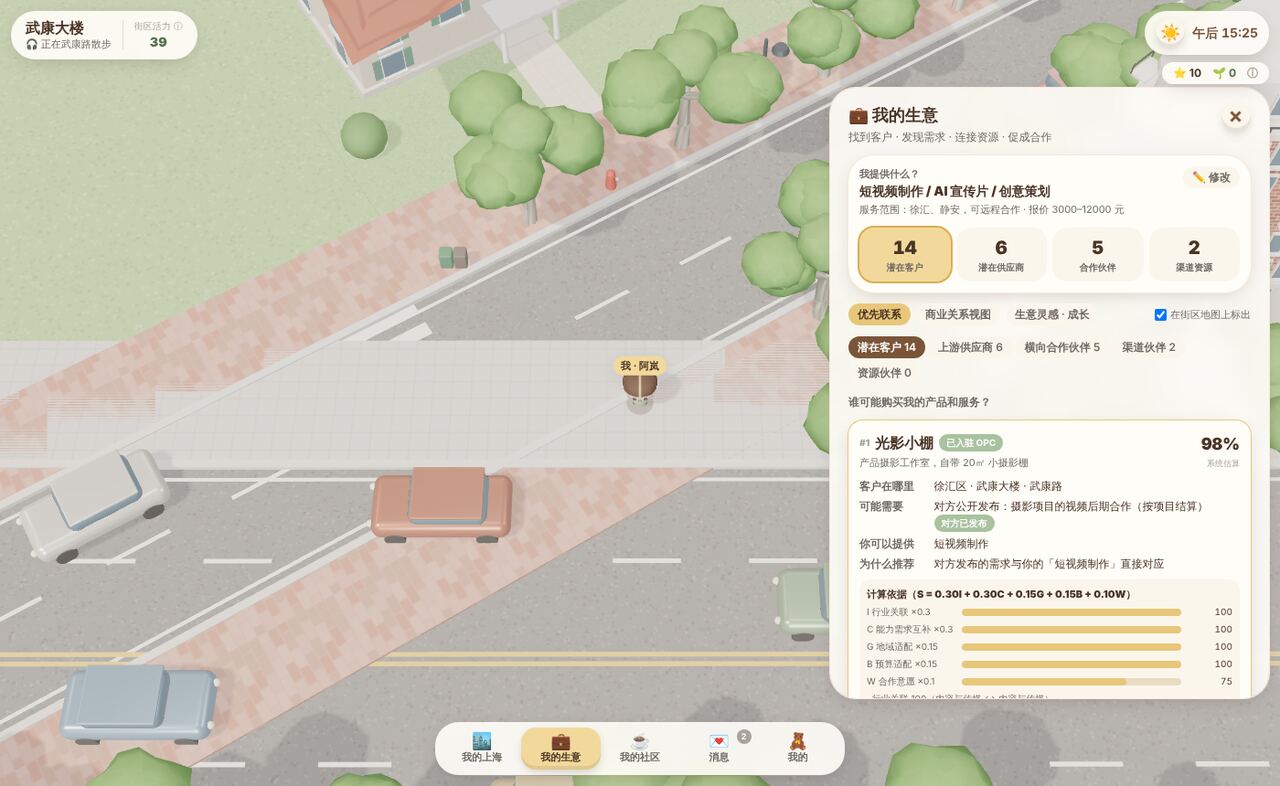 武康大楼
🎧 正在武康路散步
街区活力 ⓘ
39
☀️ 午后 15:25
⭐ 10 🌱 0 ⓘ
💼 我的生意
找到客户 · 发现需求 · 连接资源 · 促成合作
我提供什么？
✏️ 修改
短视频制作 / AI 宣传片 / 创意策划
服务范围：徐汇、静安，可远程合作 · 报价 3000–12000 元
14 6 5 2
潜在客户 潜在供应商 合作伙伴 渠道资源
优先联系 商业关系视图 生意灵感 · 成长 在街区地图上标出
潜在客户 14 上游供应商 6 横向合作伙伴 5 渠道伙伴 2
资源伙伴 0
谁可能购买我的产品和服务？
#1 光影小棚 已入驻 OPC 98%
产品摄影工作室，自带 20㎡ 小摄影棚 系统估算
客户在哪里 徐汇区 · 武康大楼 · 武康路
可能需要 对方公开发布：摄影项目的视频后期合作（按项目结算）
对方已发布
你可以提供 短视频制作
为什么推荐 对方发布的需求与你的「短视频制作」直接对应
计算依据（S = 0.30I + 0.30C + 0.15G + 0.15B + 0.10W）
I 行业关联 ×0.3 100
C 能力需求互补 ×0.3 100
G 地域适配 ×0.15 100
B 预算适配 ×0.15 100
W 合作意愿 ×0.1 75
我 · 阿岚
我的上海 我的生意 我的社区 消息 2 我的